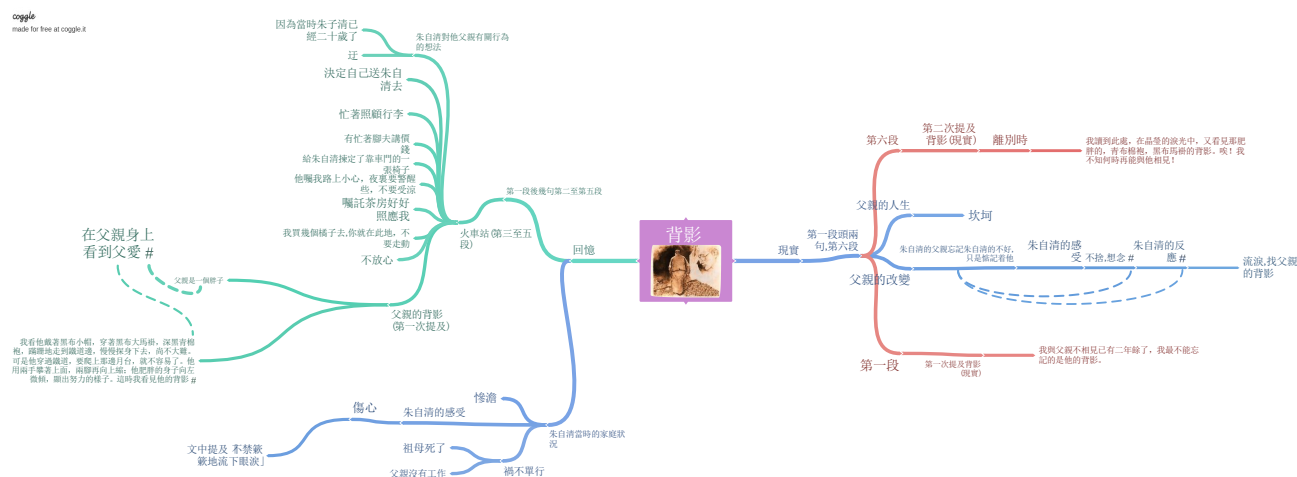 coggle
made for free at coggle.it
因為當時朱子清已
經二十歲了
迂
朱自清對他父親有關行為
的想法
決定自己送朱自
清去
忙著照顧行李
有忙著腳夫講價
錢
給朱自清揀定了靠車門的一
張椅子
他囑我路上小心，夜裏要警醒
些，不要受涼
囑託茶房好好
照應我
我買幾個橘子去,你就在此地，不
要走動
不放心
火車站 (第三至五
段)
第一段後幾句第二至第五段
回憶
在父親身上
看到父愛 #
父親是一個胖子
父親的背影
(第一次提及)
我看他戴著黑布小帽，穿著黑布大馬褂，深黑青棉
袍，蹣跚地走到鐵道邊，慢慢探身下去，尚不大難。
可是他穿過鐵道，要爬上那邊月台，就不容易了。他
用兩手攀著上面，兩腳再向上縮；他肥胖的身子向左
微傾，顯出努力的樣子。這時我看見他的背影 #
慘澹
傷心
朱自清的感受
朱自清當時的家庭狀
況
文中提及「不禁簌
簌地流下眼淚」
祖母死了
父親沒有工作
禍不單行
背影
現實
第一段頭兩
句,第六段
第六段
第二次提及
背影 (現實)
離別時
我讀到此處，在晶瑩的淚光中，又看見那肥
胖的，青布棉袍，黑布馬褂的背影。唉！我
不知何時再能與他相見！
父親的人生
坎坷
父親的改變
朱自清的父親忘記朱自清的不好,
只是惦記着他
朱自清的感
受
不捨,想念 #
朱自清的反
應 #
流淚,找父親
的背影
第一段
第一次提及背影
(現實)
我與父親不相見已有二年餘了，我最不能忘
記的是他的背影。